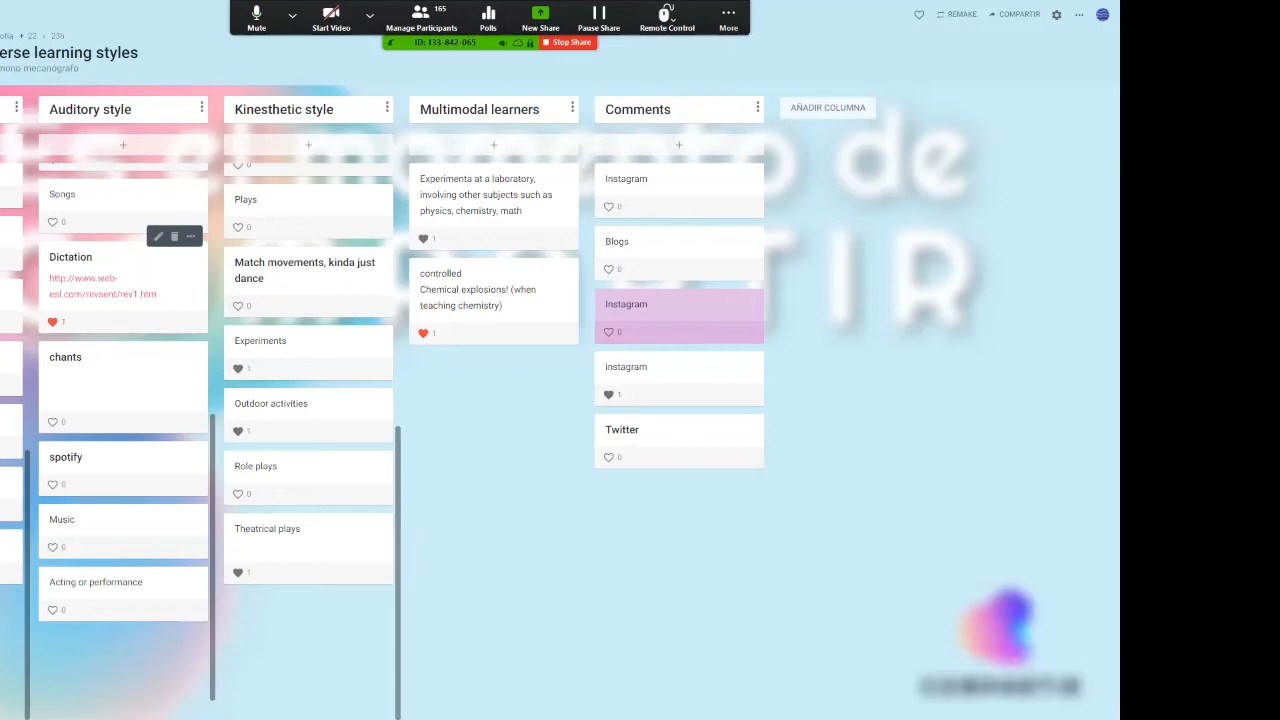 Mute
Start Video
Manage Participants
165
Polls
New Share
Pause Share
Remote Control
More
ID: 133-842-065
Stop Share
22
23h
REMAKE
COMPARTIR
erse learning styles
mono mecanógrafo
Auditory style
Songs
0
Dictation
http://www.web-
esl.com/revsent/rev1.htm
1
chants
0
spotify
0
Music
0
Acting or performance
0
Kinesthetic style
0
Plays
0
Match movements, kinda just
dance
0
Experiments
1
Outdoor activities
1
Role plays
0
Theatrical plays
1
Multimodal learners
Experimenta at a laboratory,
involving other subjects such as
physics, chemistry, math
1
controlled
Chemical explosions! (when
teaching chemistry)
1
Comments
Instagram
0
Blogs
0
Instagram
0
instagram
1
Twitter
0
AÑADIR COLUMNA
de
TIR